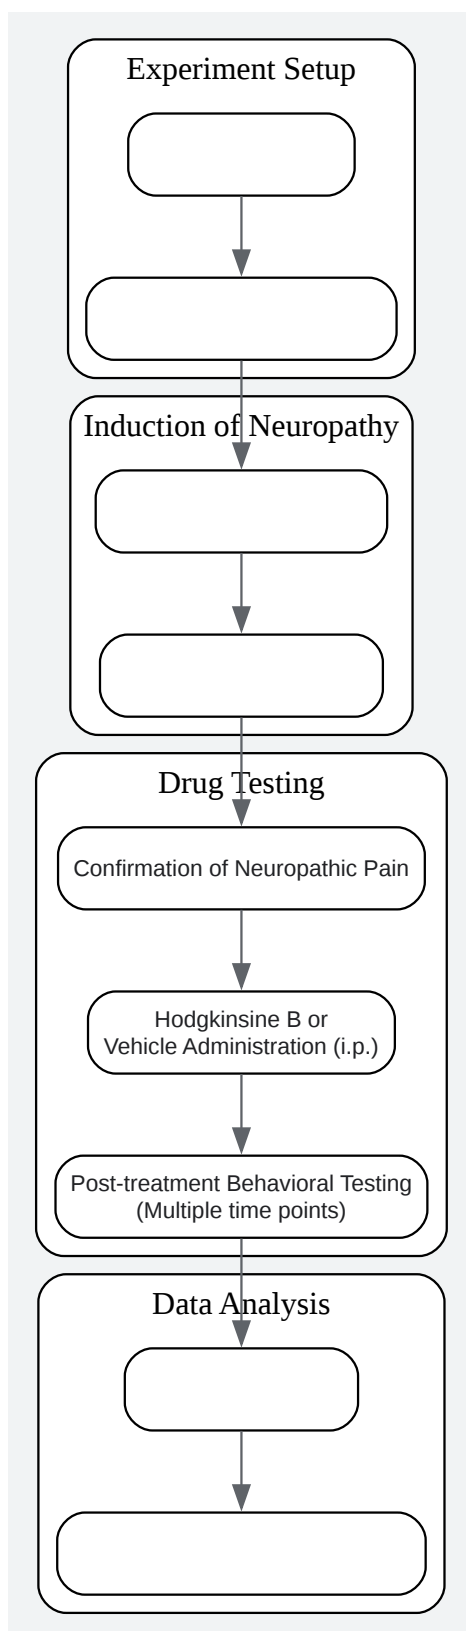 Experiment Setup
Induction of Neuropathy
Drug Testing
Confirmation of Neuropathic Pain
Hodgkinsine B or
Vehicle Administration (i.p.)
Post-treatment Behavioral Testing
(Multiple time points)
Data Analysis